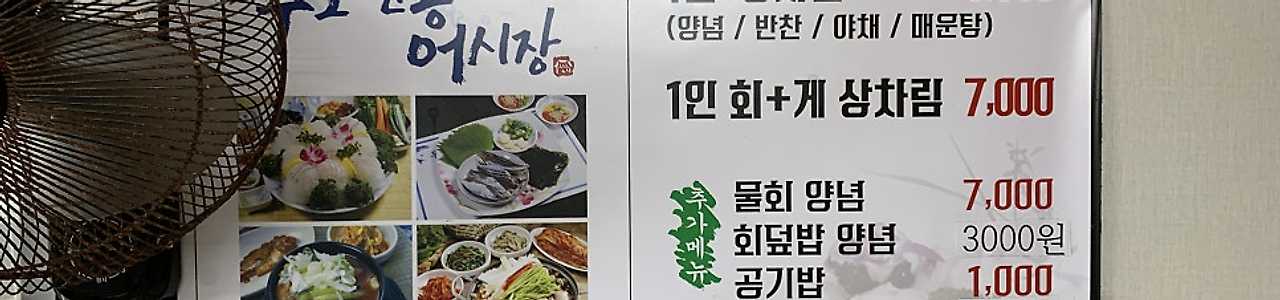 어시장
(양념 / 반찬 / 야채 / 매운탕)
1인 회+게 상차림 7,000
추가메뉴
물회 양념 7,000
회덮밥 양념 3000원
공기밥 1,000